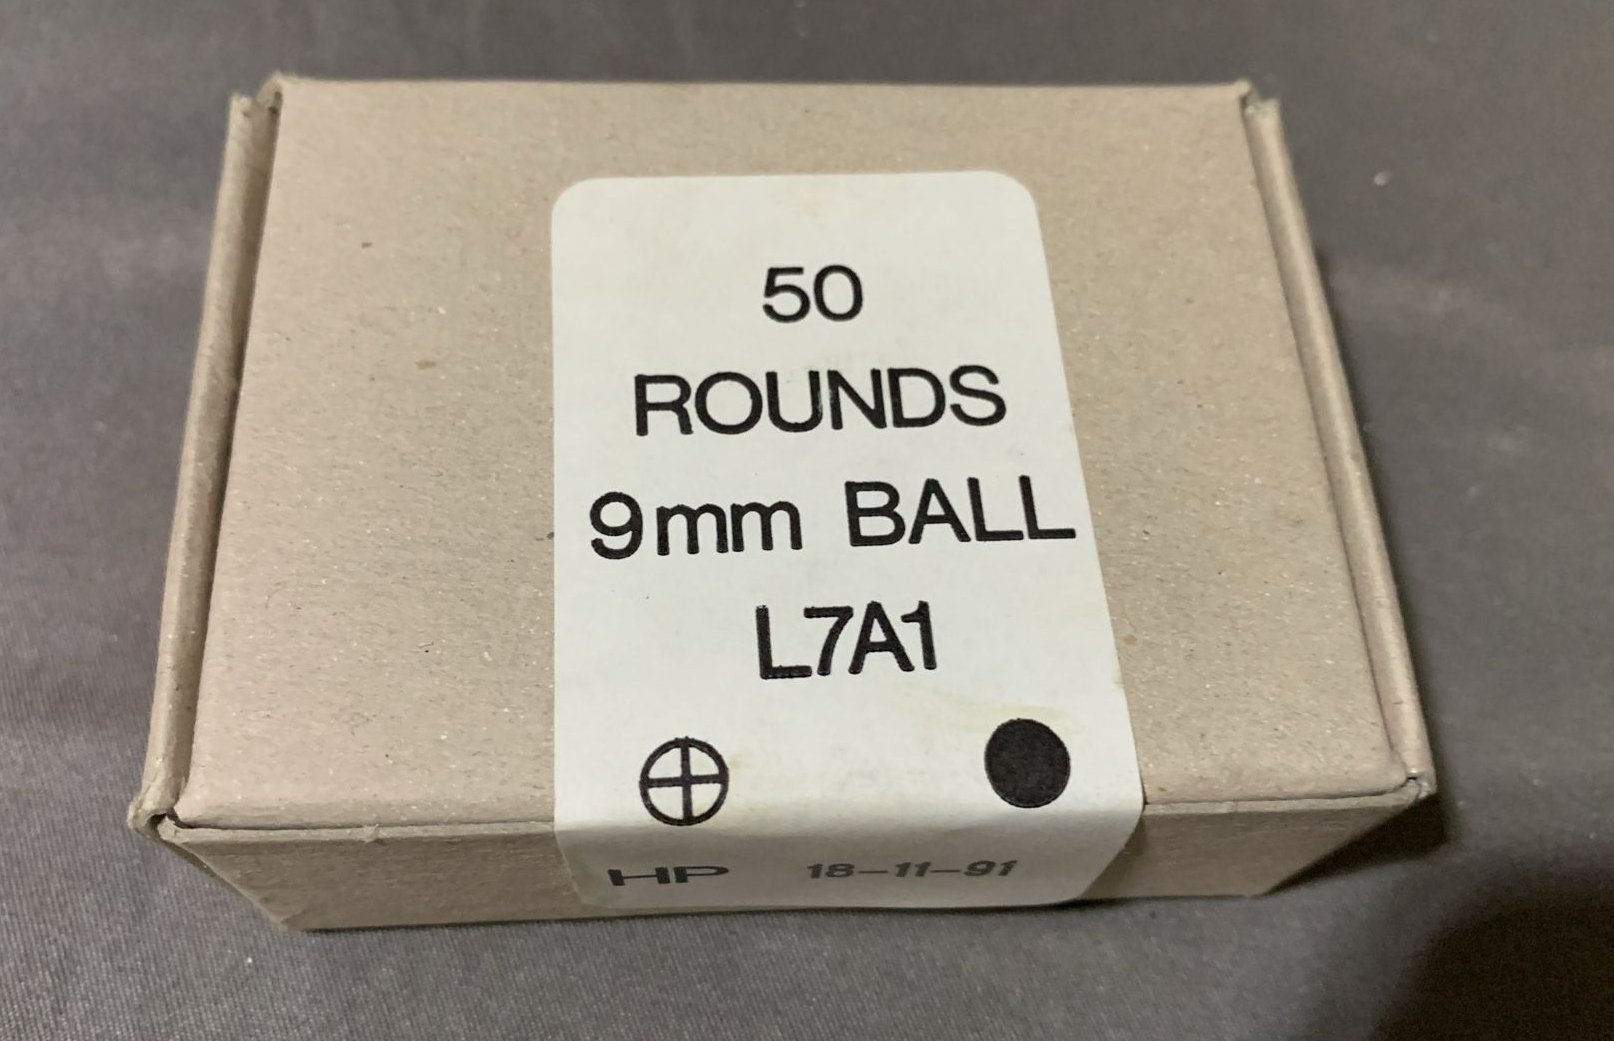 50
ROUNDS
9mm BALL
L7A1
HP 18-11-91